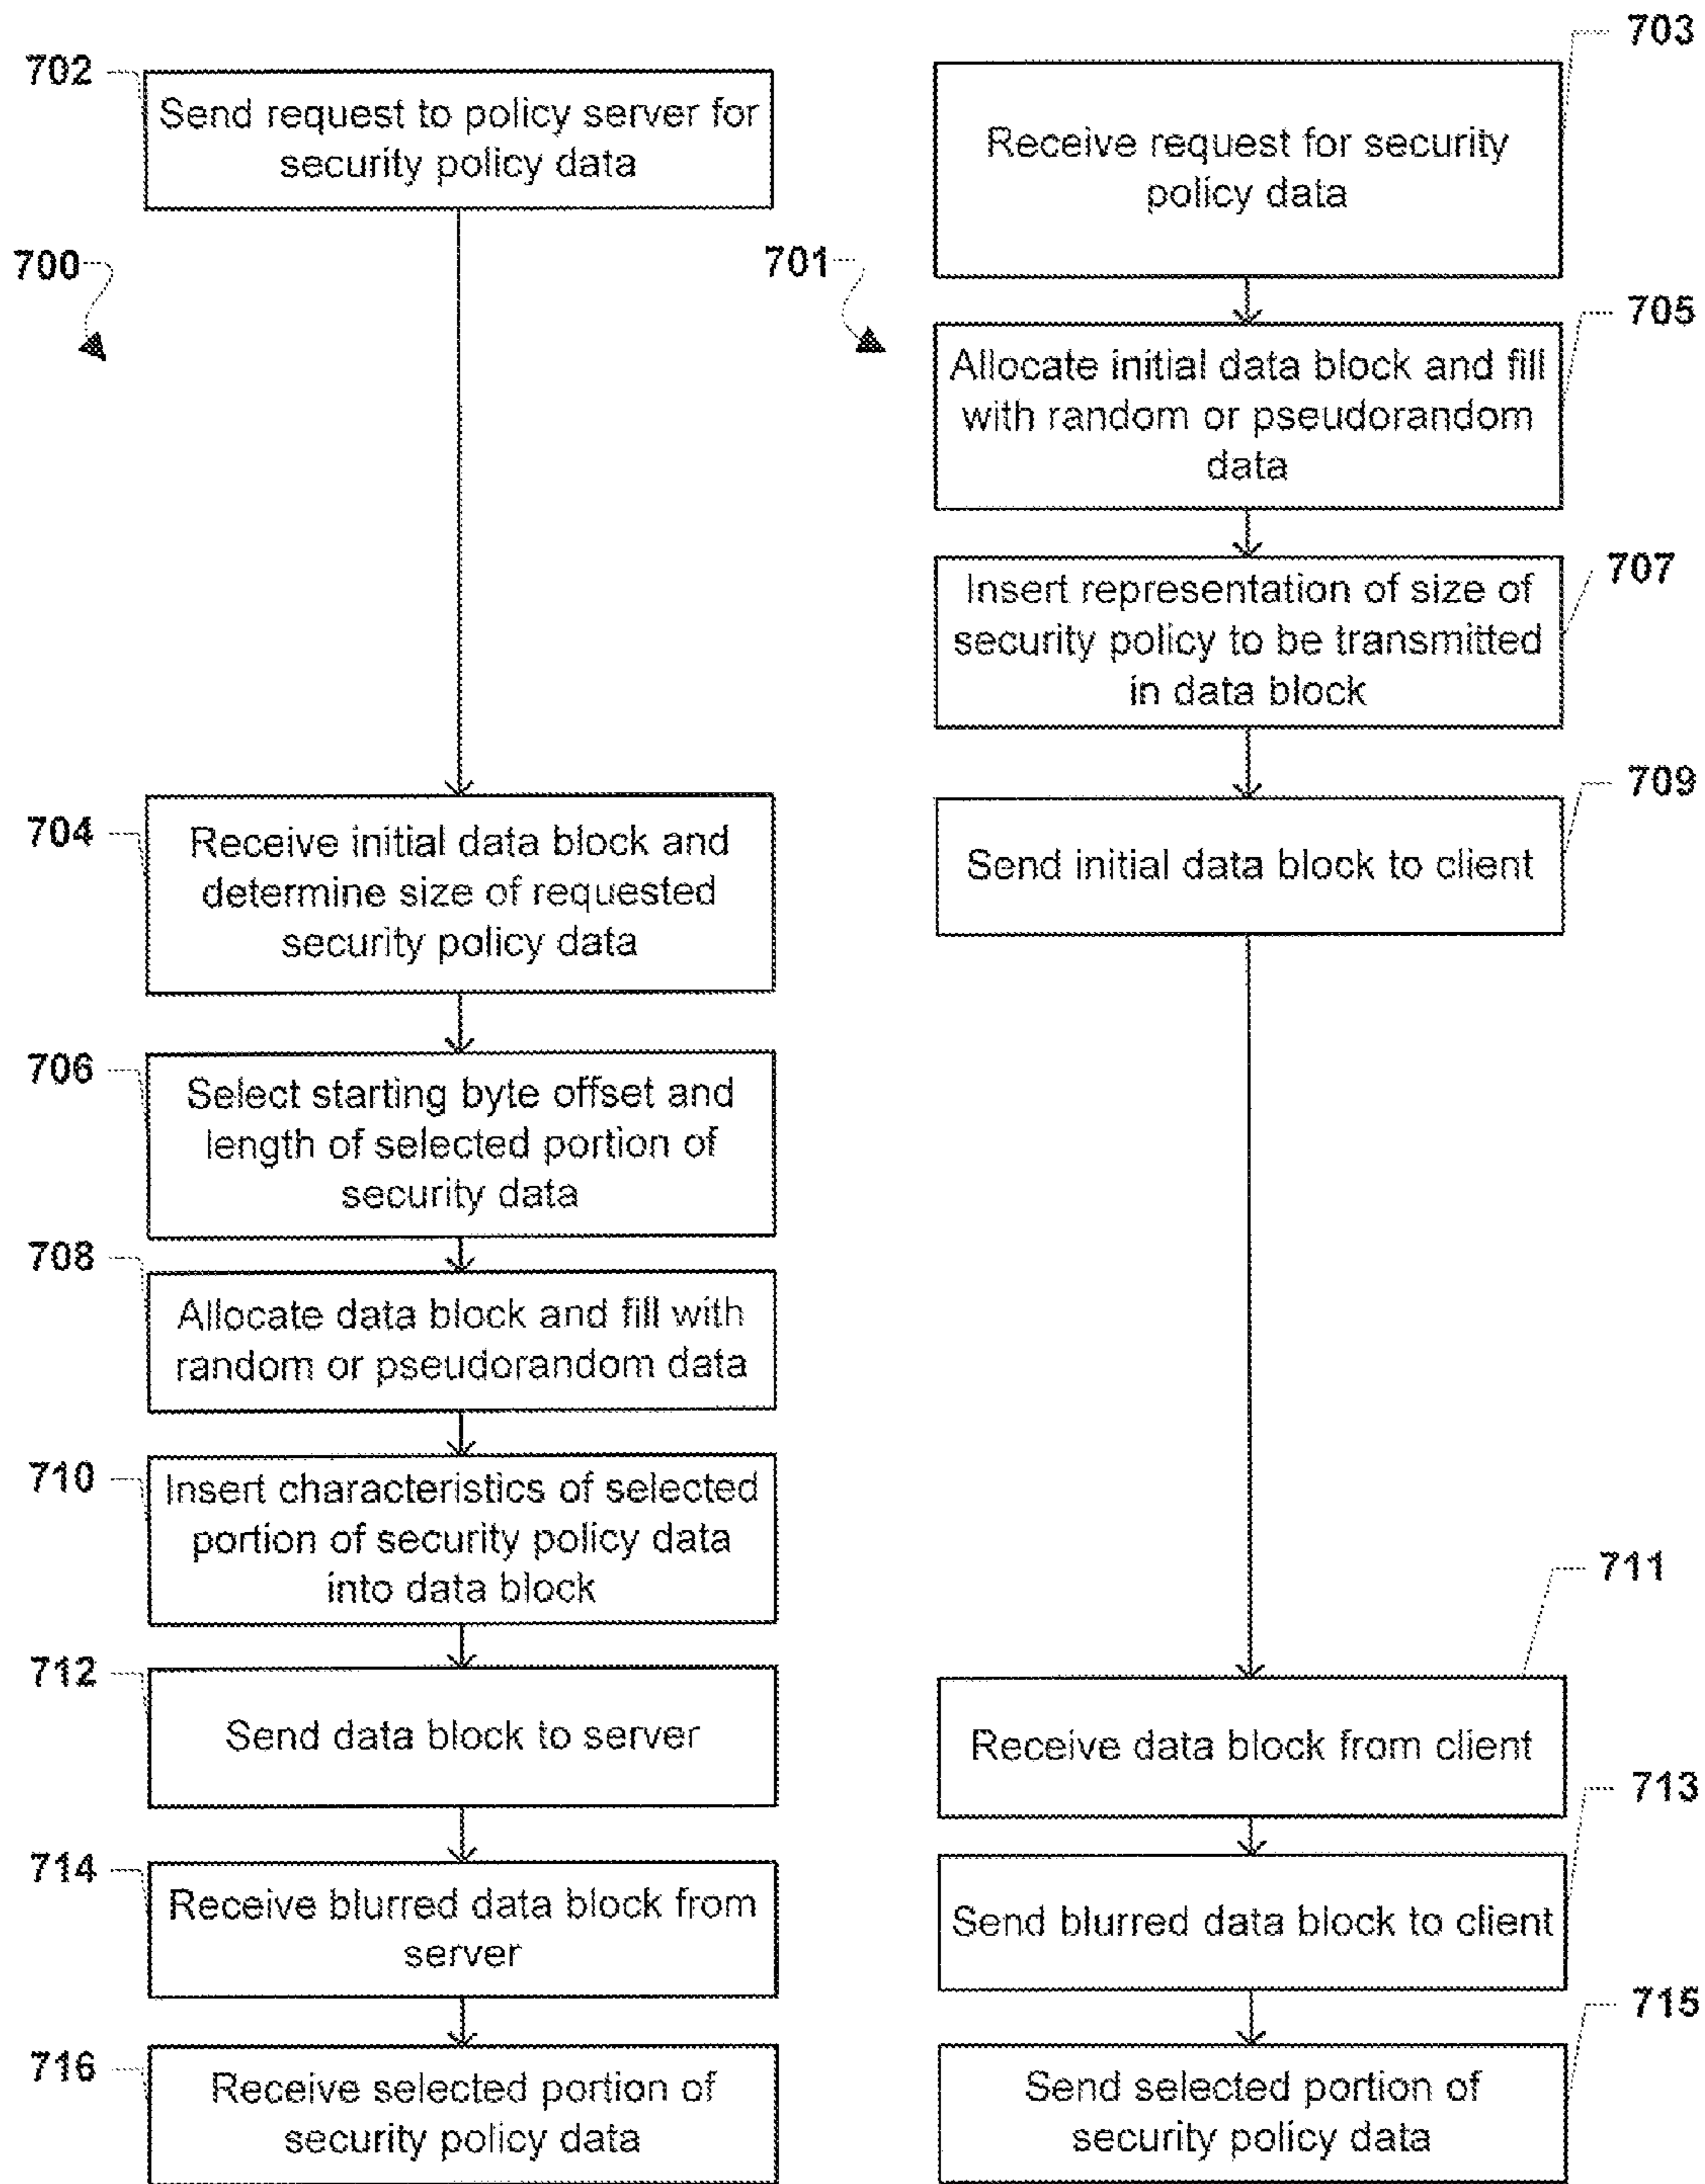 702
Send request to policy server for
security policy data
700
704
Receive initial data block and
determine size of requested
security policy data
706
Select starting byte offset and
length of selected portion of
security data
708
Allocate data block and fill with
random or pseudorandom data
710
Insert characteristics of selected
portion of security policy data
into data block
712
Send data block to server
714
Receive blurred data block from
server
716
Receive selected portion of
security policy data
703
Receive request for security
policy data
701
705
Allocate initial data block and fill
with random or pseudorandom
data
707
Insert representation of size of
security policy to be transmitted
in data block
709
Send initial data block to client
711
Receive data block from client
713
Send blurred data block to client
715
Send selected portion of
security policy data